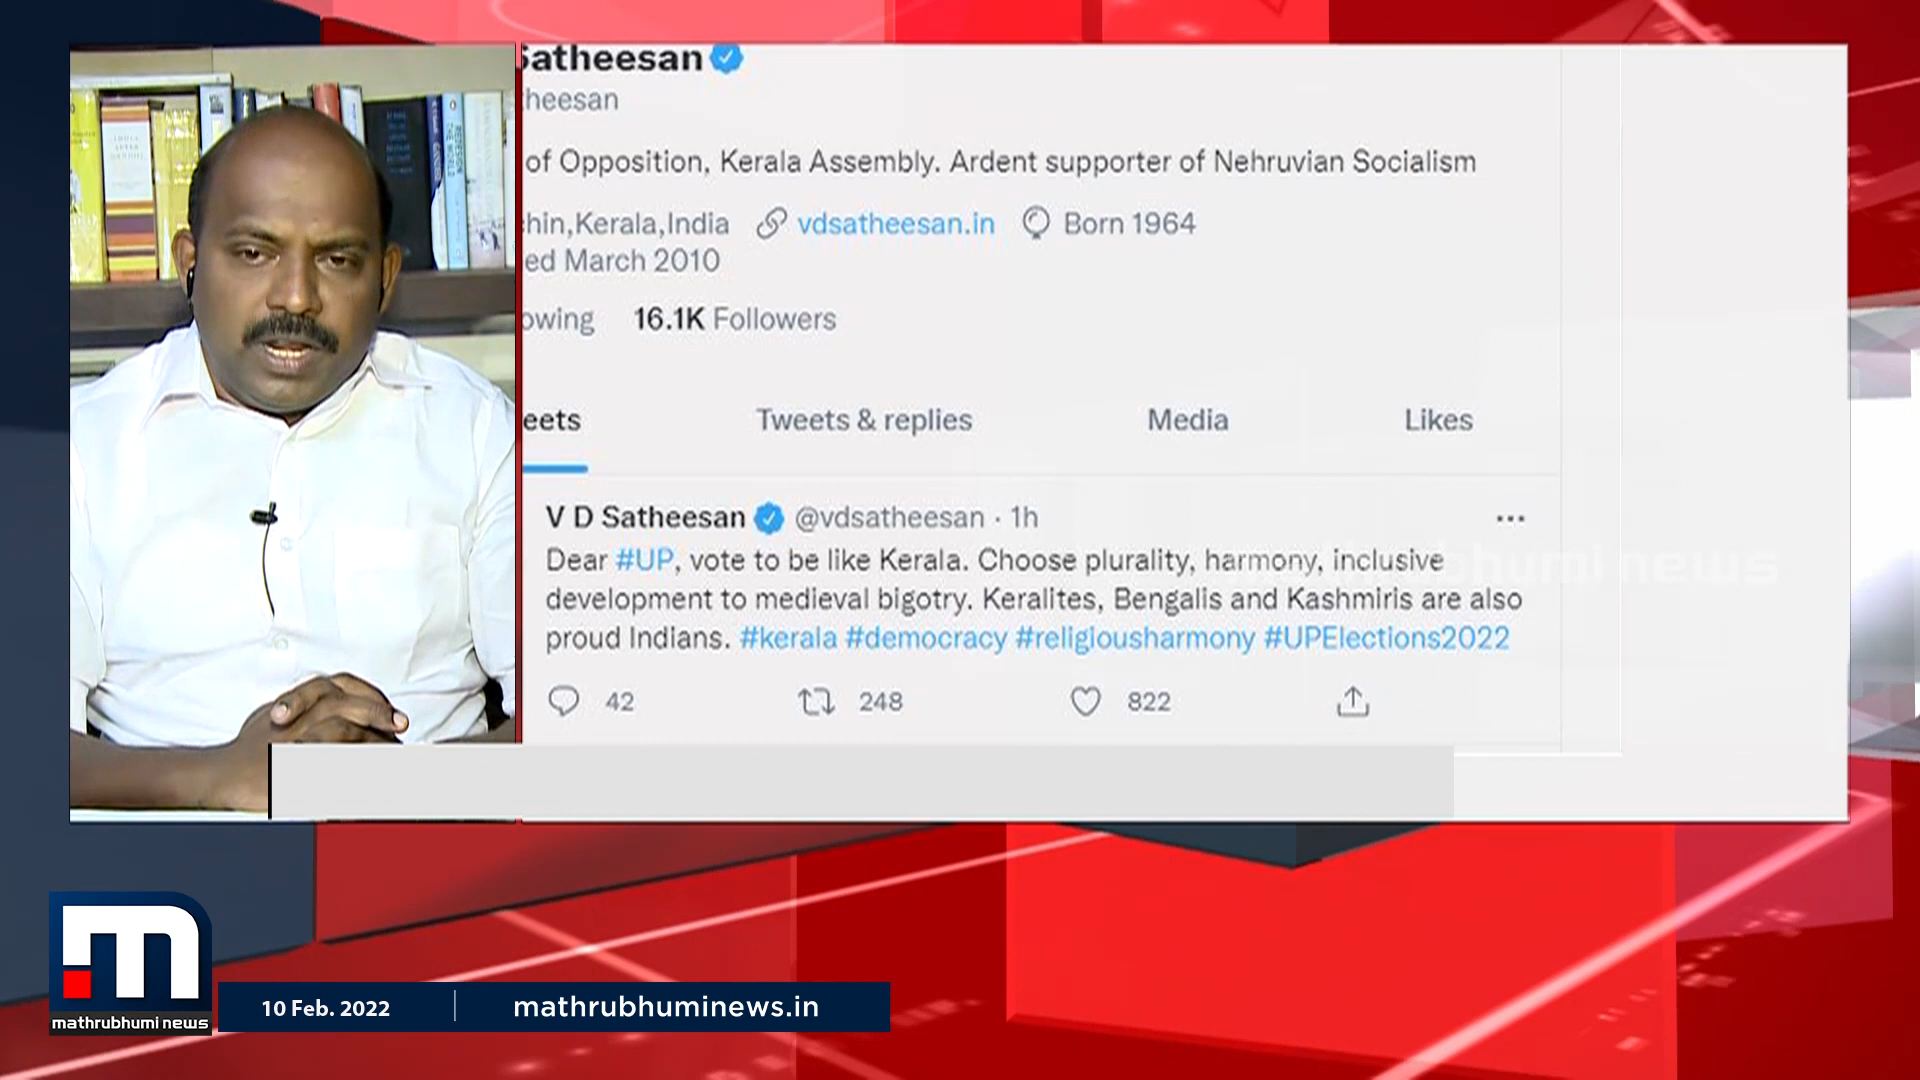 Satheesan
heesan
of Opposition, Kerala Assembly. Ardent supporter of Nehruvian Socialism
hin,Kerala,India vdsatheesan.in Born 1964
ed March 2010
owing 16.1K Followers
eets Tweets & replies Media Likes
V D Satheesan @vdsatheesan · 1h
Dear #UP, vote to be like Kerala. Choose plurality, harmony, inclusive
development to medieval bigotry. Keralites, Bengalis and Kashmiris are also
proud Indians. #kerala #democracy #religiousharmony #UPElections2022
42 248 822
bhumi news
mathrubhumi news
10 Feb. 2022 mathrubhuminews.in